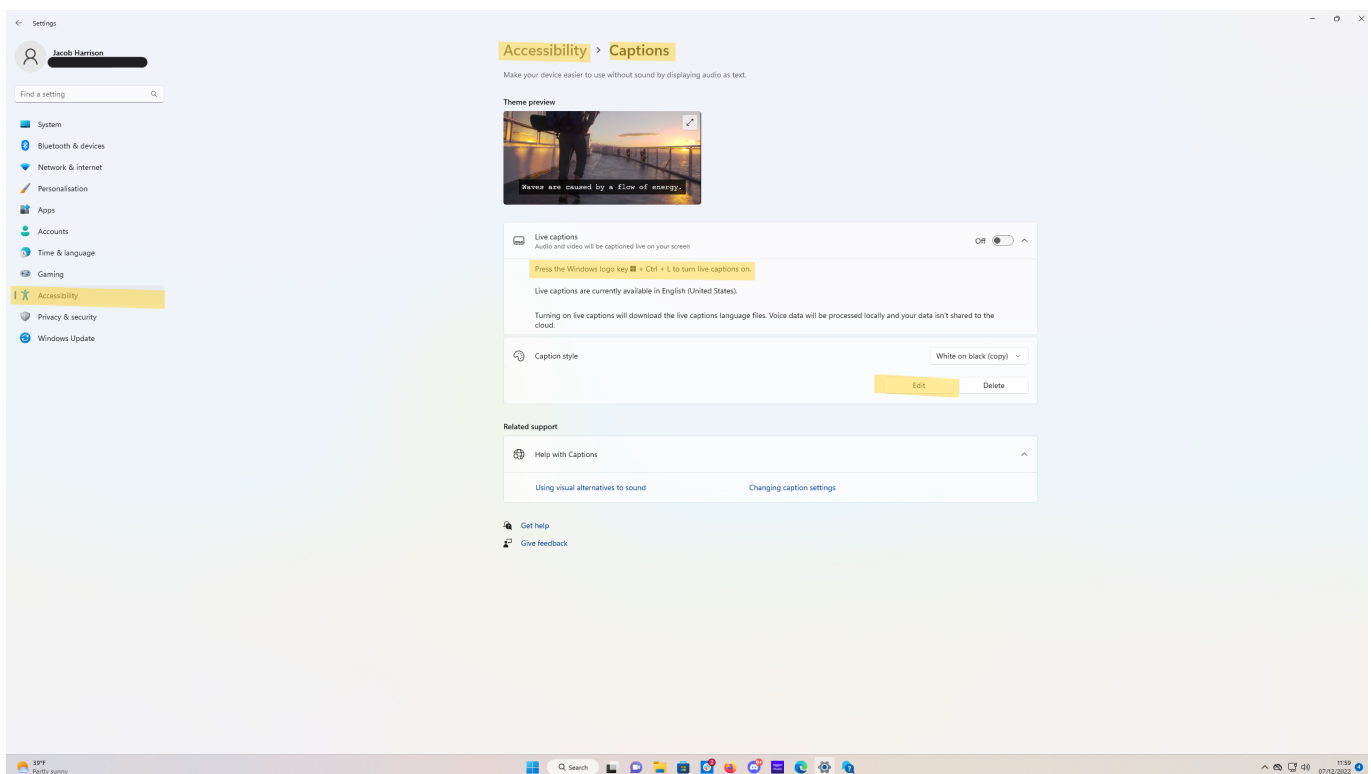 Settings
Jacob Harrison
Find a setting
System
Bluetooth & devices
Network & internet
Personalisation
Apps
Accounts
Time & language
Gaming
Accessibility
Privacy & security
Windows Update
Accessibility > Captions
Make your device easier to use without sound by displaying audio as text.
Theme preview
Waves are caused by a flow of energy.
Live captions
Audio and video will be captioned live on your screen
Off
Press the Windows logo key + Ctrl + L to turn live captions on.
Live captions are currently available in English (United States).
Turning on live captions will download the live captions language files. Voice data will be processed locally and your data isn't shared to the
cloud.
Caption style
White on black (copy)
Edit
Delete
Related support
Help with Captions
Using visual alternatives to sound
Changing caption settings
Get help
Give feedback
39°F
Partly sunny
Search
11:59
07/12/2022